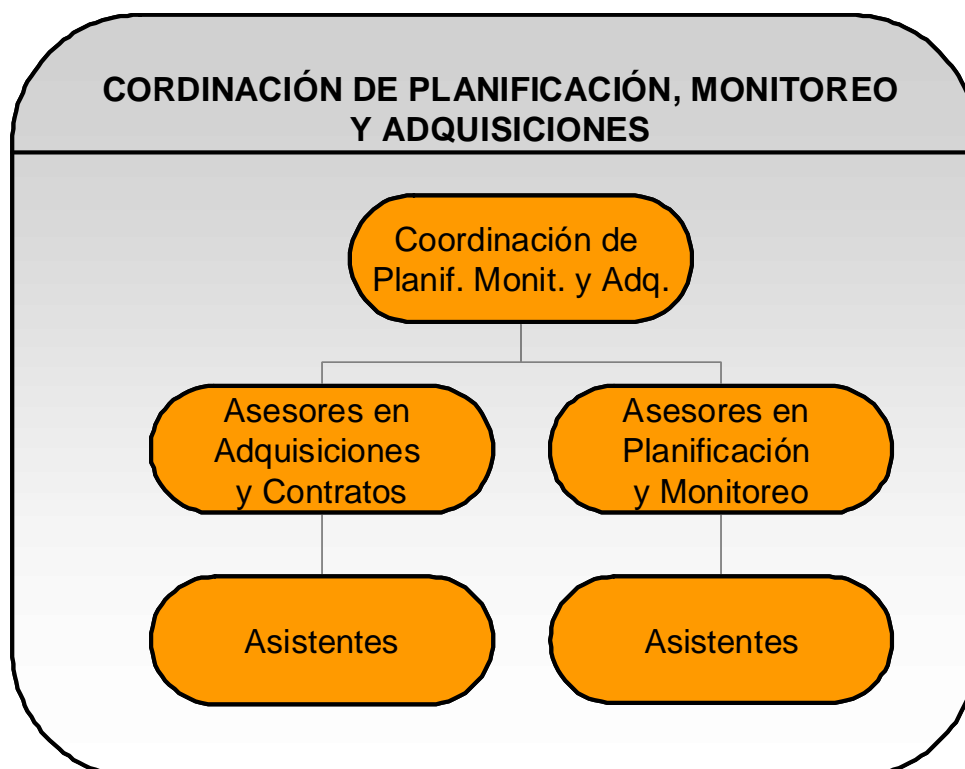 CORDINACIÓN DE PLANIFICACIÓN, MONITOREO
Y ADQUISICIONES
Coordinación de
Planif. Monit. y Adq.
Asesores en
Adquisiciones
y Contratos
Asesores en
Planificación
y Monitoreo
Asistentes
Asistentes